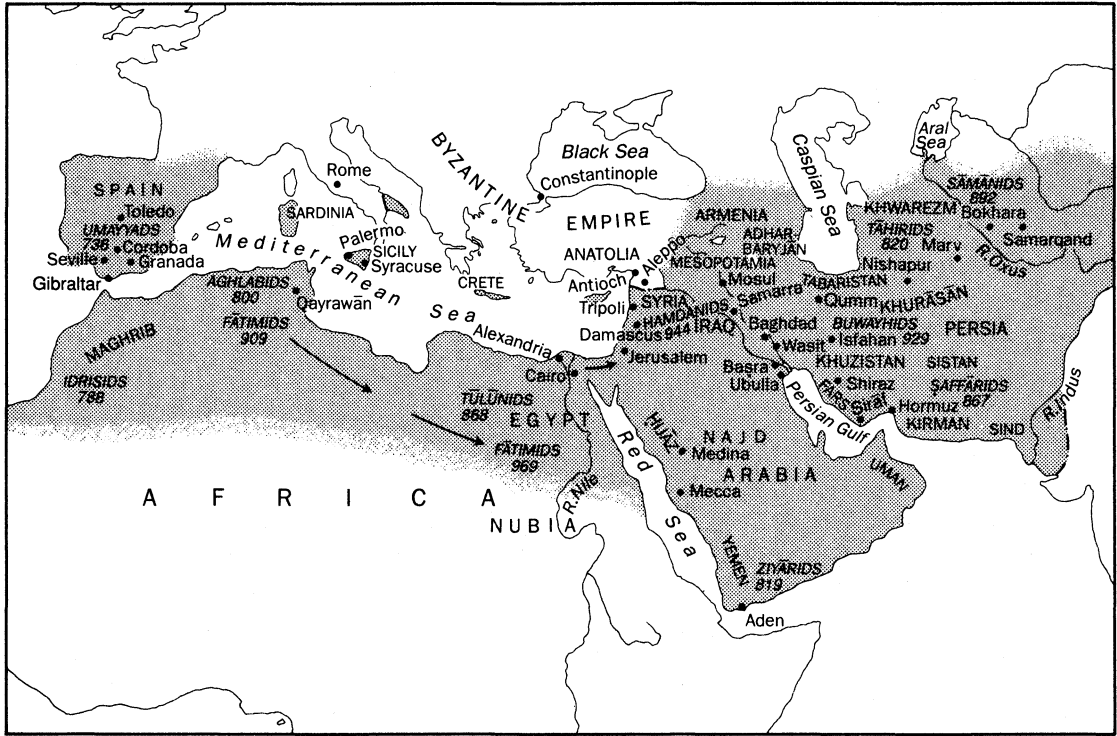 BYZANTINE
EMPIRE
Black Sea
Constantinople
Caspian Sea
Aral
Sea
SĀMĀNIDS
892
KHWAREZM
Bokhara
TĀHIRIDS
820
Marv
Samarqand
R.Oxus
Nishapur
SPAIN
Toledo
UMAYYADS
736
Cordoba
Seville
Granada
Gibraltar
Rome
SARDINIA
Mediterranean
Sea
Palermo
SICILY
Syracuse
CRETE
ANATOLIA
ARMENIA
ADHAR-
BARYJAN
Aleppo
MESOPOTAMIA
Antioch
Mosul
TABARISTAN
Samarra
Qumm
KHURĀSĀN
Tripoli
SYRIA
HAMDANIDS
944
IRAQ
Damascus
Baghdad
BUWAYHIDS
929
Isfahan
PERSIA
Wasit
Jerusalem
KHUZISTAN
SISTAN
Baṣra
Ubulla
Shiraz
ṢAFFĀRIDS
867
FARS
Siraf
Hormuz
KIRMAN
SIND
R.Indus
Persian Gulf
AGHLABIDS
800
Qayrawān
FĀTIMIDS
909
MAGHRIB
IDRISIDS
788
Alexandria
Cairo
TŪLŪNIDS
868
EGYPT
FĀTIMIDS
969
R.Nile
NUBIA
AFRICA
Red Sea
HIJĀZ
NAJD
Medina
ARABIA
UMAN
Mecca
YEMEN
ZIYĀRIDS
819
Aden